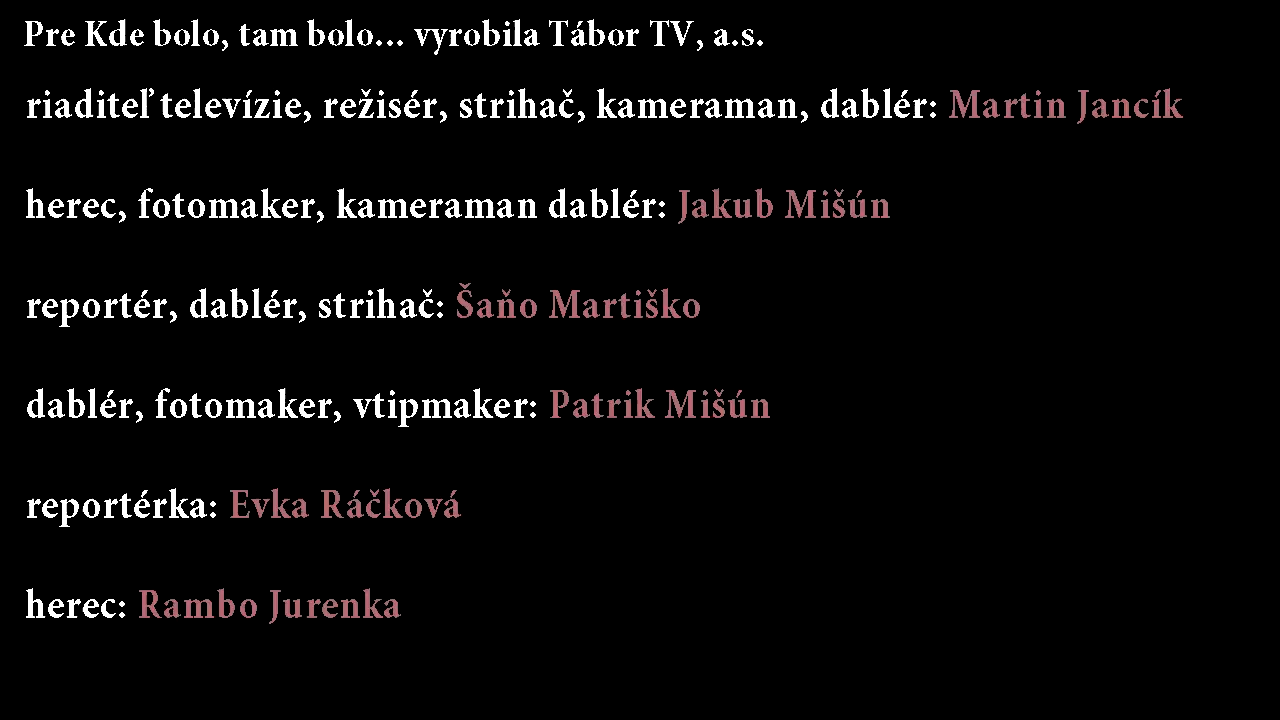 Pre Kde bolo, tam bolo... vyrobila Tábor TV, a.s.
riaditeľ televízie, režisér, strihač, kameraman, dablér: Martin Jancík
herec, fotomaker, kameraman dablér: Jakub Mišún
reportér, dablér, strihač: Šaňo Martiško
dablér, fotomaker, vtipmaker: Patrik Mišún
reportérka: Evka Ráčková
herec: Rambo Jurenka